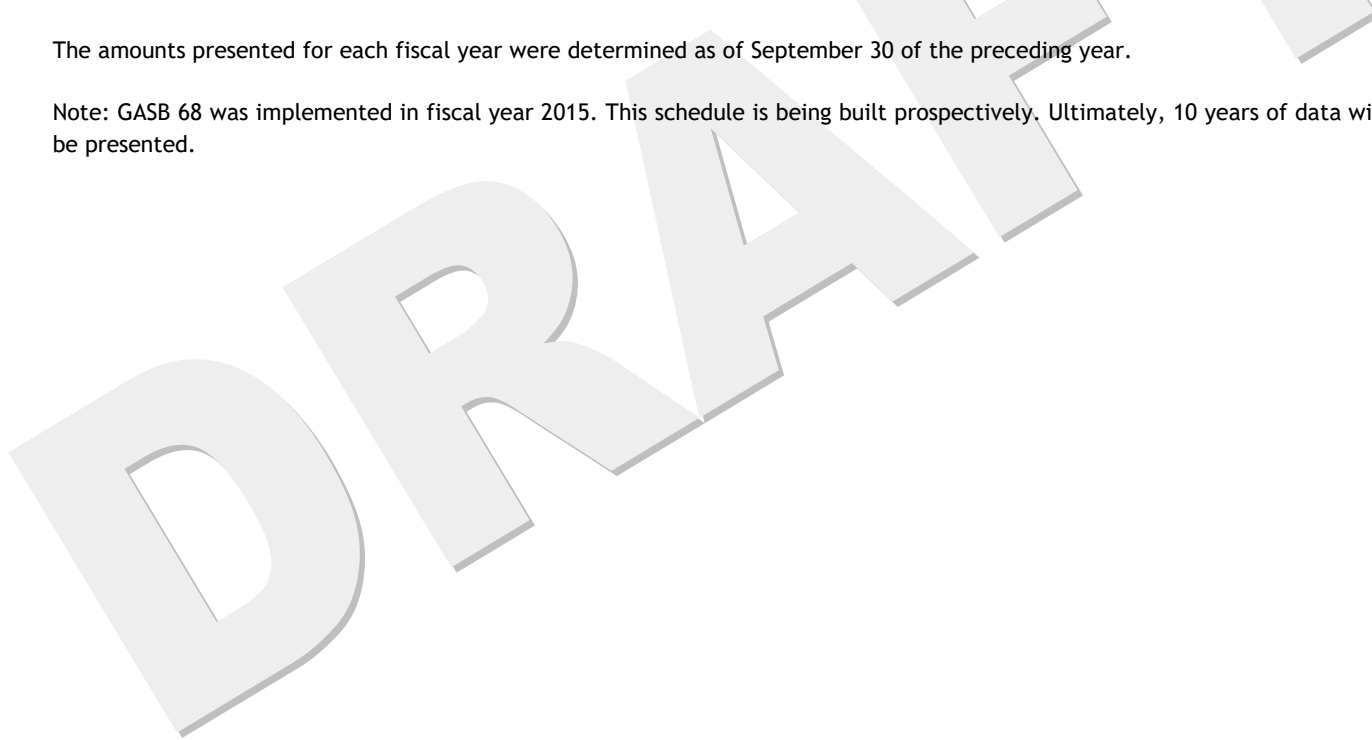 The amounts presented for each fiscal year were determined as of September 30 of the preceding year.
Note: GASB 68 was implemented in fiscal year 2015. This schedule is being built prospectively. Ultimately, 10 years of data
be presented.
DRAF